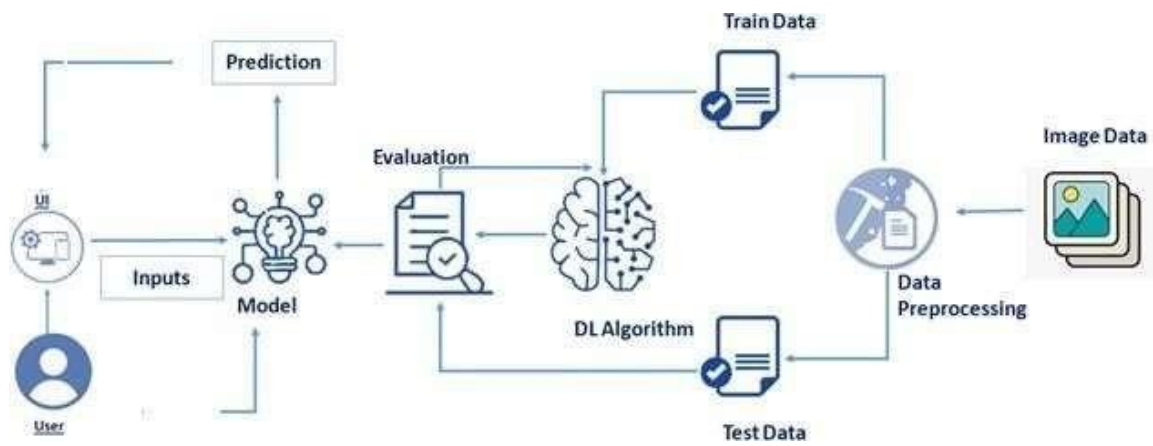 Train Data
Prediction
Image Data
Evaluation
UI
Inputs
Model
Data
Preprocessing
DL Algorithm
User
Test Data